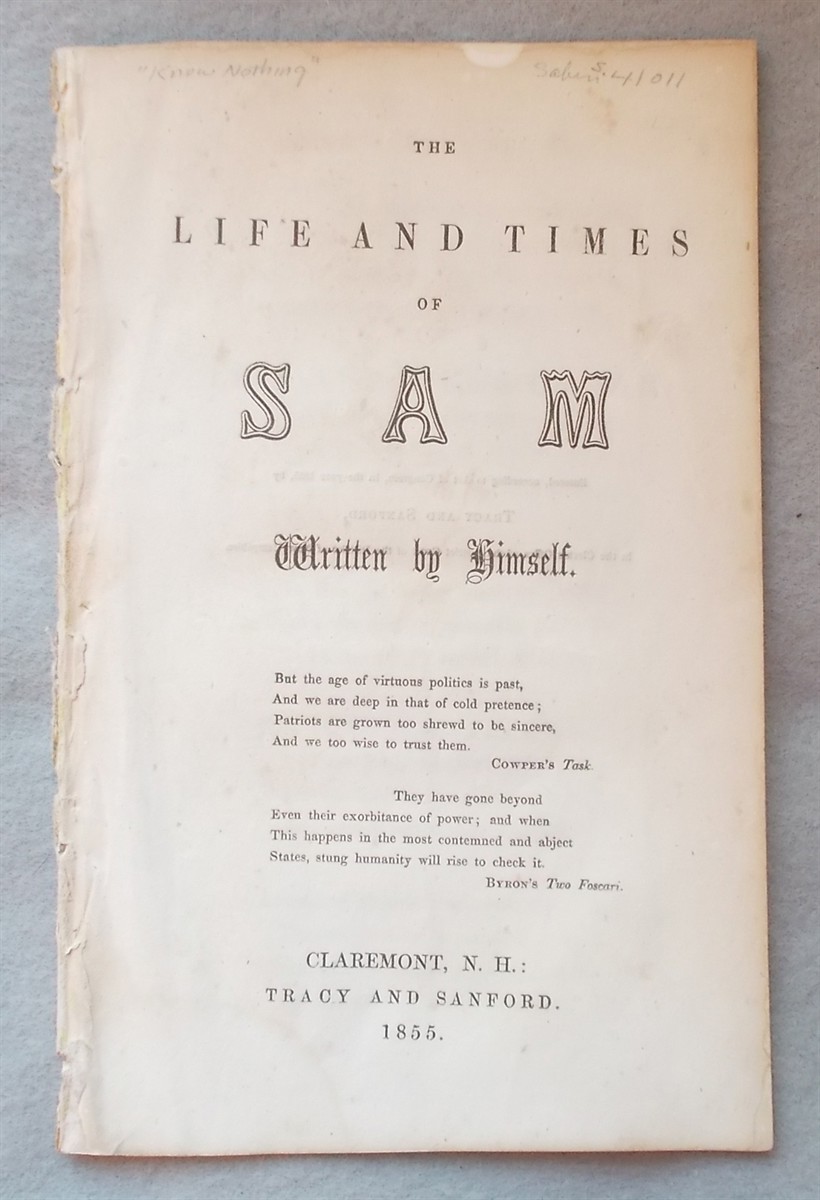 "Know Nothing"
41011
THE
LIFE AND TIMES
OF
SAM
Written by Himself.
But the age of virtuous politics is past,
And we are deep in that of cold pretence;
Patriots are grown too shrewd to be sincere,
And we too wise to trust them.
COWPER'S Task.
They have gone beyond
Even their exorbitance of power; and when
This happens in the most contemned and abject
States, stung humanity will rise to check it.
BYRON'S Two Foscari.
CLAREMONT, N. H.:
TRACY AND SANFORD.
1855.